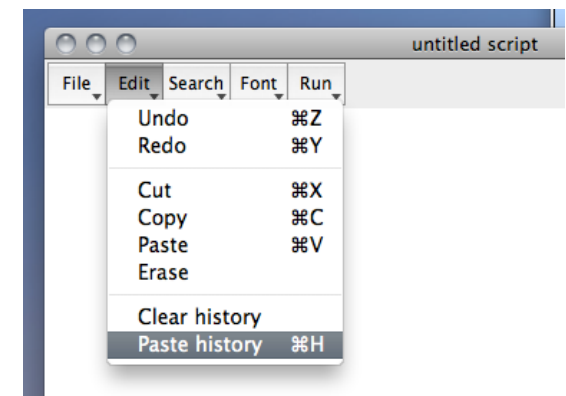 untitled script
File Edit Search Font Run
Undo ⌘Z
Redo ⌘Y
Cut ⌘X
Copy ⌘C
Paste ⌘V
Erase
Clear history
Paste history ⌘H